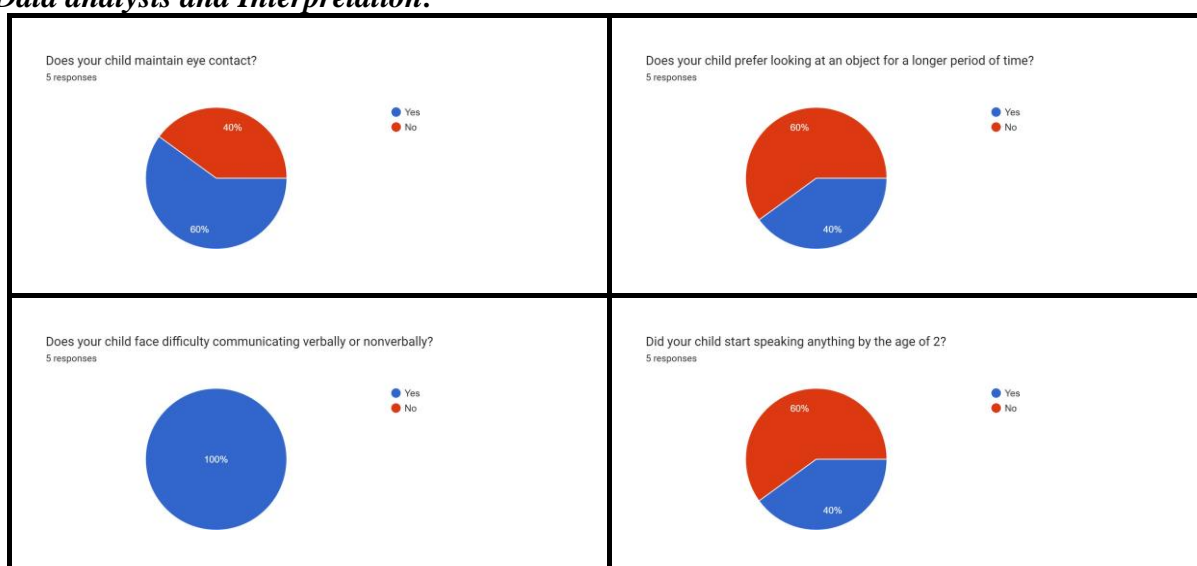 Data analysis and Interpretation:
Does your child maintain eye contact?
5 responses
Yes
No
40%
60%
Does your child prefer looking at an object for a longer period of time?
5 responses
Yes
No
60%
40%
Does your child face difficulty communicating verbally or nonverbally?
5 responses
Yes
No
100%
Did your child start speaking anything by the age of 2?
5 responses
Yes
No
60%
40%